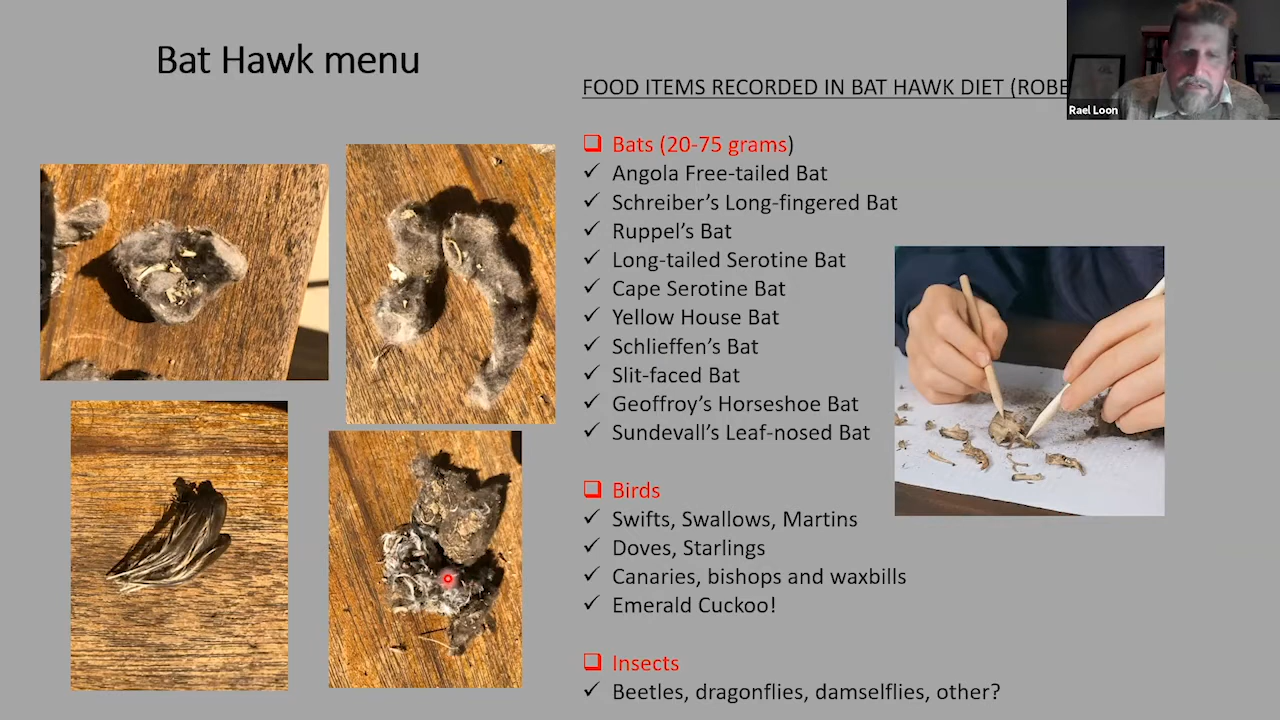 Bat Hawk menu
FOOD ITEMS RECORDED IN BAT HAWK DIET
Rael Loon
Bats (20-75 grams)
Angola Free-tailed Bat
Schreiber’s Long-fingered Bat
Ruppel’s Bat
Long-tailed Serotine Bat
Cape Serotine Bat
Yellow House Bat
Schlieffen’s Bat
Slit-faced Bat
Geoffroy’s Horseshoe Bat
Sundevall’s Leaf-nosed Bat
Birds
Swifts, Swallows, Martins
Doves, Starlings
Canaries, bishops and waxbills
Emerald Cuckoo!
Insects
Beetles, dragonflies, damselflies, other?